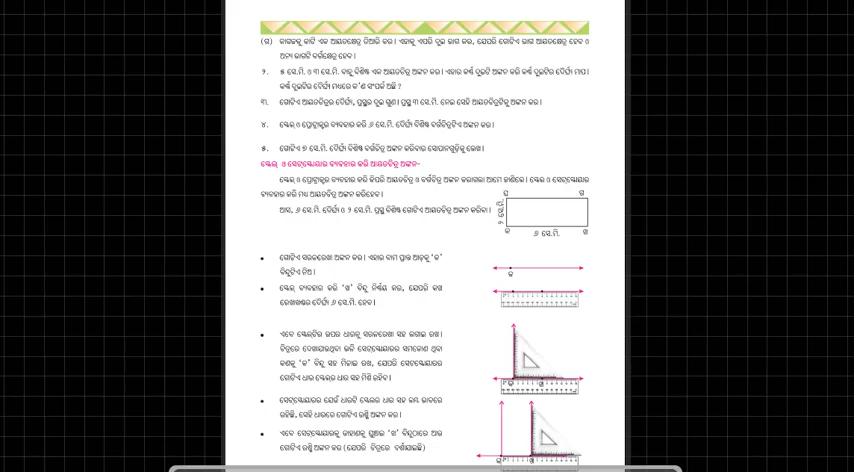 (ଗ) କାଗଜକୁ କାଟି ଏକ ଆୟତକ୍ଷେତ୍ର ତିଆରି କର। ଏହାକୁ ଏପରି ଦୁଇ ଭାଗ କର, ଯେପରି ଗୋଟିଏ ଭାଗ ଆୟତକ୍ଷେତ୍ର ହେବ ଓ
ଅନ୍ୟ ଭାଗଟି ବର୍ଗକ୍ଷେତ୍ର ହେବ।
୨. ୫ ସେ.ମି. ଓ ୩ ସେ.ମି. ବାହୁ ବିଶିଷ୍ଟ ଏକ ଆୟତଚିତ୍ର ଅଙ୍କନ କର। ଏହାର କର୍ଣ୍ଣ ଦୁଇଟି ଅଙ୍କନ କରି କର୍ଣ୍ଣ ଦୁଇଟିର ଦୈର୍ଘ୍ୟ ମାପ।
କର୍ଣ୍ଣ ଦୁଇଟିର ଦୈର୍ଘ୍ୟ ମଧ୍ୟରେ କ'ଣ ସଂପର୍କ ଅଛି ?
୩. ଗୋଟିଏ ଆୟତଚିତ୍ରର ଦୈର୍ଘ୍ୟ, ପ୍ରସ୍ଥର ଦୁଇ ଗୁଣ। ପ୍ରସ୍ଥ ୩ ସେ.ମି. ନେଇ ସେହି ଆୟତଚିତ୍ରଟିକୁ ଅଙ୍କନ କର।
୪. ସ୍କେଲ୍ ଓ ପ୍ରୋଟ୍ରାକ୍ଟର ବ୍ୟବହାର କରି ୬ ସେ.ମି. ଦୈର୍ଘ୍ୟ ବିଶିଷ୍ଟ ବର୍ଗଚିତ୍ରଟିଏ ଅଙ୍କନ କର।
୫. ଗୋଟିଏ ୭ ସେ.ମି. ଦୈର୍ଘ୍ୟ ବିଶିଷ୍ଟ ବର୍ଗଚିତ୍ର ଅଙ୍କନ କରିବାର ସୋପାନଗୁଡ଼ିକୁ ଲେଖ।
ସ୍କେଲ୍ ଓ ସେଟ୍‌ସ୍କୋୟାର ବ୍ୟବହାର କରି ଆୟତଚିତ୍ର ଅଙ୍କନ-
ସ୍କେଲ୍ ଓ ପ୍ରୋଟ୍ରାକ୍ଟର ବ୍ୟବହାର କରି କିପରି ଆୟତଚିତ୍ର ଓ ବର୍ଗଚିତ୍ର ଅଙ୍କନ କରାଗଲା ଆମେ ଜାଣିଲେ। ସ୍କେଲ ଓ ସେଟ୍‌ସ୍କୋୟାର
ବ୍ୟବହାର କରି ମଧ୍ୟ ଆୟତଚିତ୍ର ଅଙ୍କନ କରିହେବ।
ଆସ, ୬ ସେ.ମି. ଦୈର୍ଘ୍ୟ ଓ ୨ ସେ.ମି. ପ୍ରସ୍ଥ ବିଶିଷ୍ଟ ଗୋଟିଏ ଆୟତଚିତ୍ର ଅଙ୍କନ କରିବା।
ଘ ଗ
୨ ସେ.ମି.
କ ୬ ସେ.ମି. ଖ
• ଗୋଟିଏ ସରଳରେଖା ଅଙ୍କନ କର। ଏହାର ବାମ ପ୍ରାନ୍ତ ଆଡ଼କୁ 'କ'
ବିନ୍ଦୁଟିଏ ନିଅ।
କ
• ସ୍କେଲ୍ ବ୍ୟବହାର କରି 'ଖ' ବିନ୍ଦୁ ନିର୍ଣ୍ଣୟ କର, ଯେପରି କଖ
ରେଖାଖଣ୍ଡର ଦୈର୍ଘ୍ୟ ୬ ସେ.ମି. ହେବ।
• ଏବେ ସ୍କେଲ୍‌ଟିର ଉପର ଧାରକୁ ସରଳରେଖା ସହ ଲଗାଇ ରଖ।
ଚିତ୍ରରେ ଦେଖାଯାଇଥିବା ଭଳି ସେଟ୍‌ସ୍କୋୟାରର ସମକୋଣ ଥିବା
କଣକୁ 'କ' ବିନ୍ଦୁ ସହ ମିଳାଇ ରଖ, ଯେପରି ସେଟସ୍କୋୟାରର
ଗୋଟିଏ ଧାର ସ୍କେଲ୍‌ର ଧାର ସହ ମିଶି ରହିବ।
• ସେଟ୍‌ସ୍କୋୟାରର ଯେଉଁ ଧାରଟି ସ୍କେଲର ଧାର ସହ ଲମ୍ବ ଭାବରେ
ରହିଛି, ସେହି ଧାରରେ ଗୋଟିଏ ରଶ୍ମି ଅଙ୍କନ କର।
• ଏବେ ସେଟ୍‌ସ୍କୋୟାରକୁ ଡାହାଣକୁ ଘୁଞ୍ଚାଇ 'ଖ' ବିନ୍ଦୁଠାରେ ଆଉ
ଗୋଟିଏ ରଶ୍ମି ଅଙ୍କନ କର (ଯେପରି ଚିତ୍ରରେ ଦର୍ଶାଯାଇଛି)